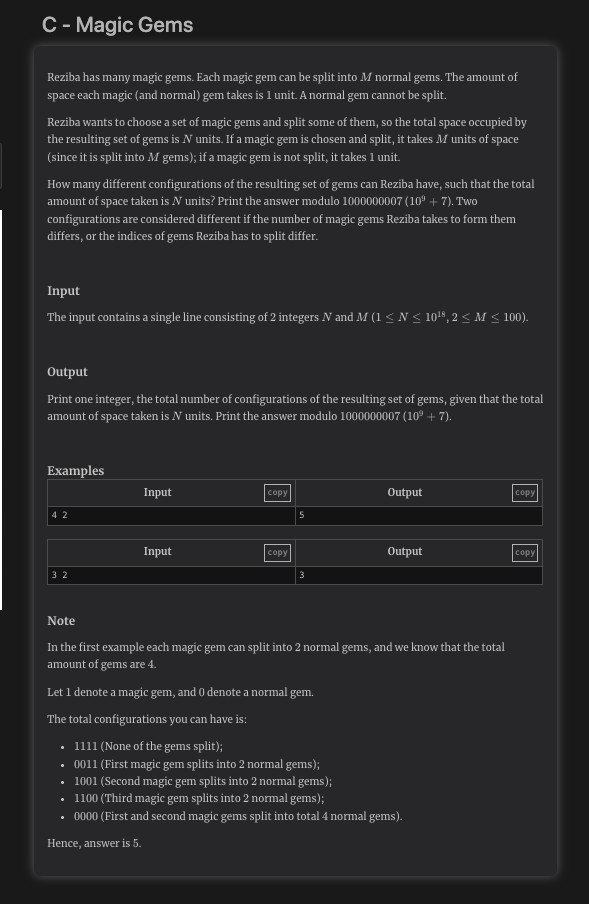 C - Magic Gems
Reziba has many magic gems. Each magic gem can be split into M normal gems. The amount of
space each magic (and normal) gem takes is 1 unit. A normal gem cannot be split.
Reziba wants to choose a set of magic gems and split some of them, so the total space occupied by
the resulting set of gems is N units. If a magic gem is chosen and split, it takes M units of space
(since it is split into M gems); if a magic gem is not split, it takes 1 unit.
How many different configurations of the resulting set of gems can Reziba have, such that the total
amount of space taken is N units? Print the answer modulo 1000000007 (10⁹ + 7). Two
configurations are considered different if the number of magic gems Reziba takes to form them
differs, or the indices of gems Reziba has to split differ.
Input
The input contains a single line consisting of 2 integers N and M (1 ≤ N ≤ 10¹⁸, 2 ≤ M ≤ 100).
Output
Print one integer, the total number of configurations of the resulting set of gems, given that the total
amount of space taken is N units. Print the answer modulo 1000000007 (10⁹ + 7).
Examples
Input copy Output copy
4 2 5
Input copy Output copy
3 2 3
Note
In the first example each magic gem can split into 2 normal gems, and we know that the total
amount of gems are 4.
Let 1 denote a magic gem, and 0 denote a normal gem.
The total configurations you can have is:
• 1111 (None of the gems split);
• 0011 (First magic gem splits into 2 normal gems);
• 1001 (Second magic gem splits into 2 normal gems);
• 1100 (Third magic gem splits into 2 normal gems);
• 0000 (First and second magic gems split into total 4 normal gems).
Hence, answer is 5.